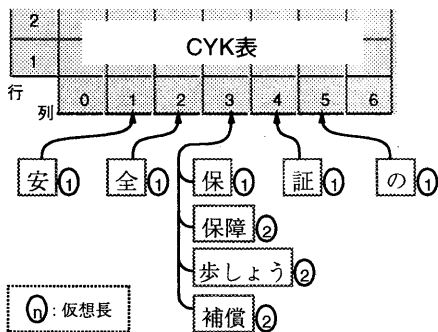 2
CYK表
1
行
列 0 1 2 3 4 5 6
安 1 全 1 保 1 証 1 の 1
保障 2
歩しょう 2
補償 2
n : 仮想長